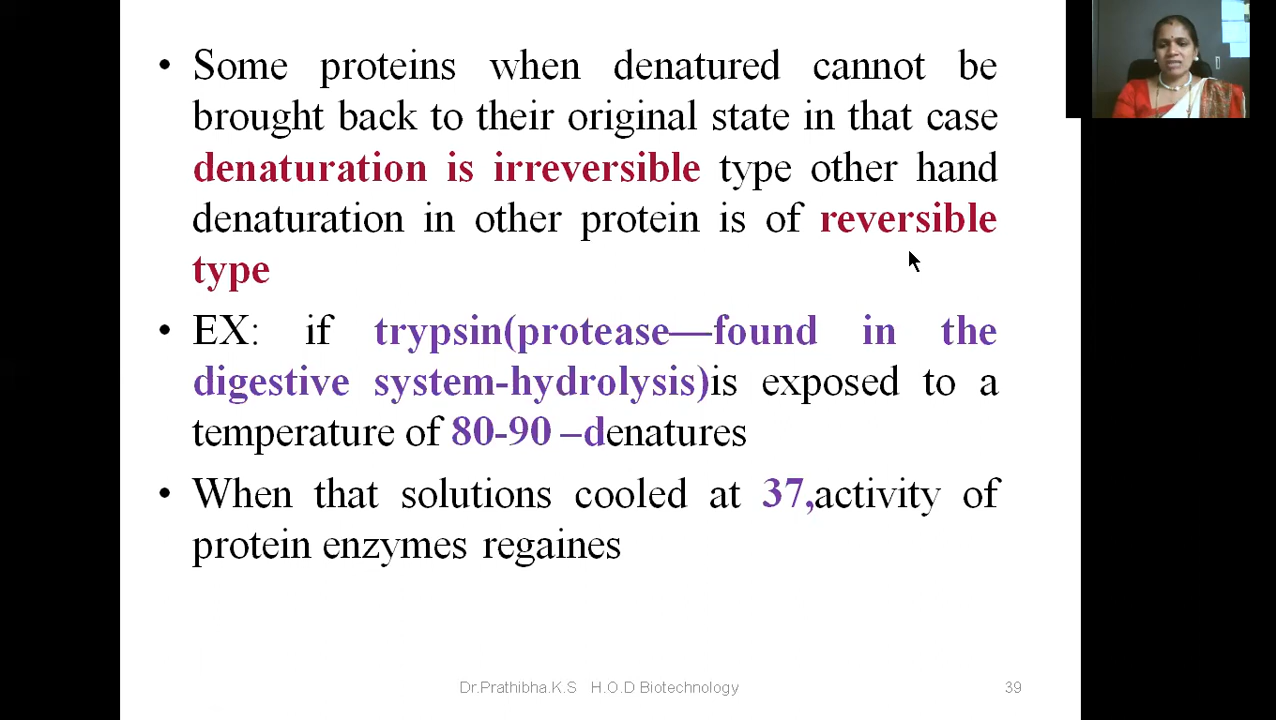 • Some proteins when denatured cannot be
brought back to their original state in that case
denaturation is irreversible type other hand
denaturation in other protein is of reversible
type
• EX: if trypsin(protease—found in the
digestive system-hydrolysis)is exposed to a
temperature of 80-90 –denatures
• When that solutions cooled at 37,activity of
protein enzymes regaines
Dr.Prathibha.K.S H.O.D Biotechnology 39